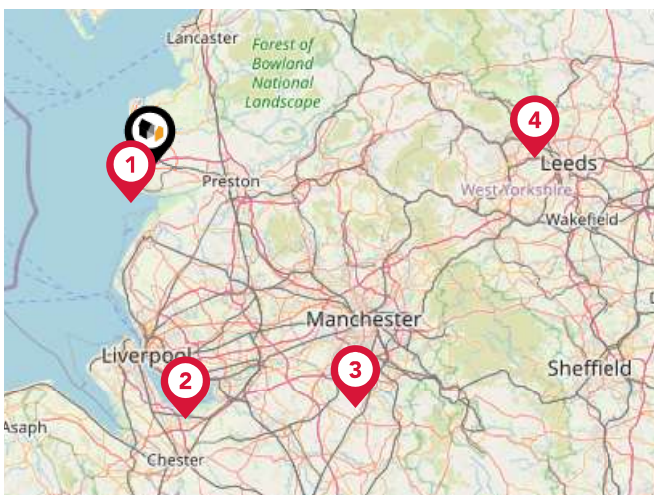 Lancaster
Forest of
Bowland
National
Landscape
4
1
Leeds
Preston
West Yorkshire
Wakefield
Manchester
Liverpool
3
Sheffield
2
Asaph
Chester